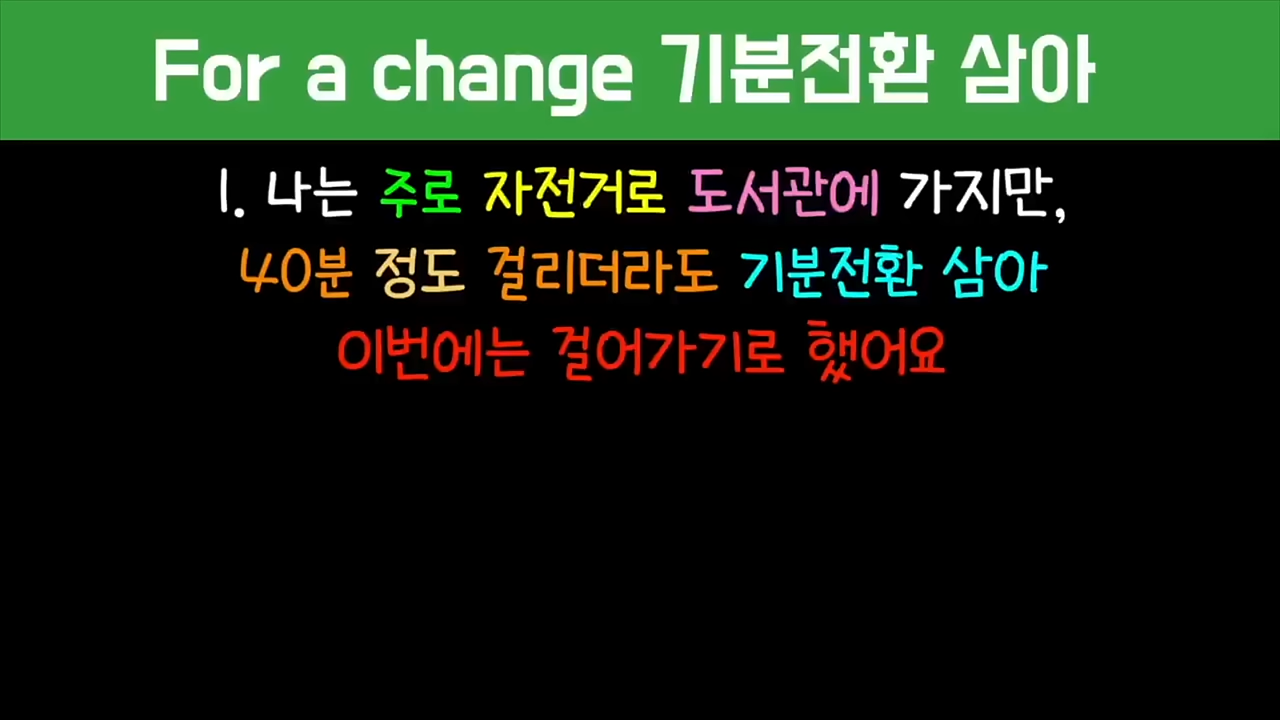 For a change 기분전환 삼아
1. 나는 주로 자전거로 도서관에 가지만,
40분 정도 걸리더라도 기분전환 삼아
이번에는 걸어가기로 했어요